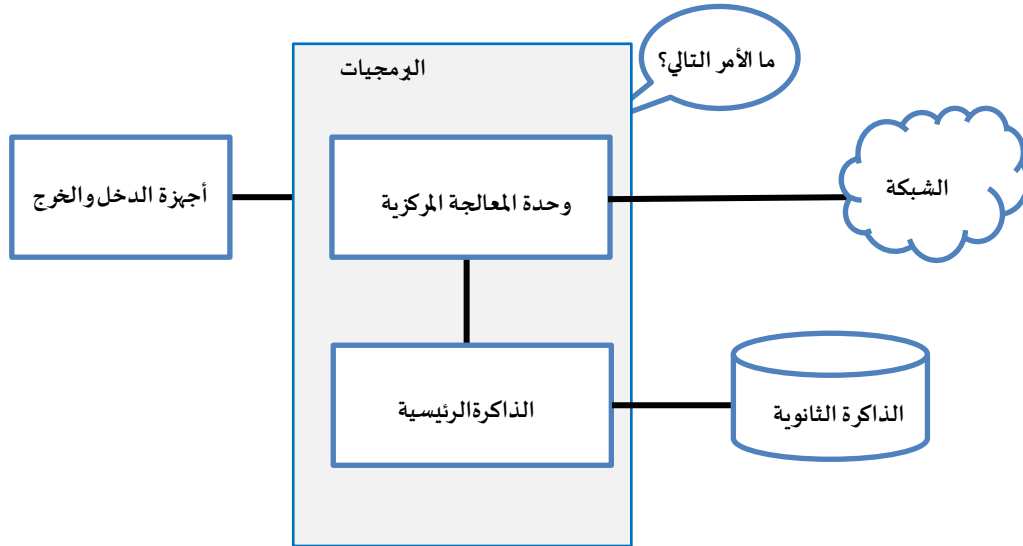 ما الأمر التالي؟
البرمجيات
أجهزة الدخل والخرج
وحدة المعالجة المركزية
الشبكة
الذاكرة الرئيسية
الذاكرة الثانوية